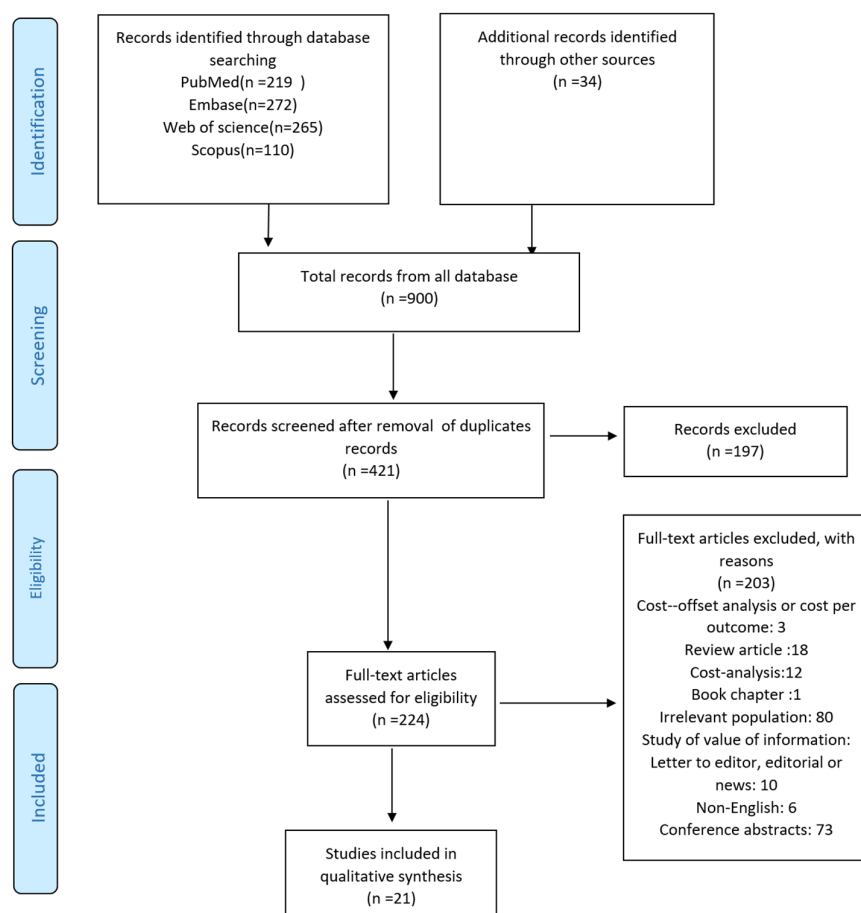 Identification
Records identified through database
searching
PubMed(n =219  )
Embase(n=272)
Web of science(n=265)
Scopus(n=110)
Additional records identified
through other sources
(n =34)
Screening
Total records from all database
(n =900)
Records screened after removal of duplicates
records
(n =421)
Records excluded
(n =197)
Eligibility
Full-text articles
assessed for eligibility
(n =224)
Full-text articles excluded, with
reasons
(n =203)
Cost--offset analysis or cost per
outcome: 3
Review article :18
Cost-analysis:12
Book chapter :1
Irrelevant population: 80
Study of value of information:
Letter to editor, editorial or
news: 10
Non-English: 6
Conference abstracts: 73
Included
Studies included in
qualitative synthesis
(n =21)